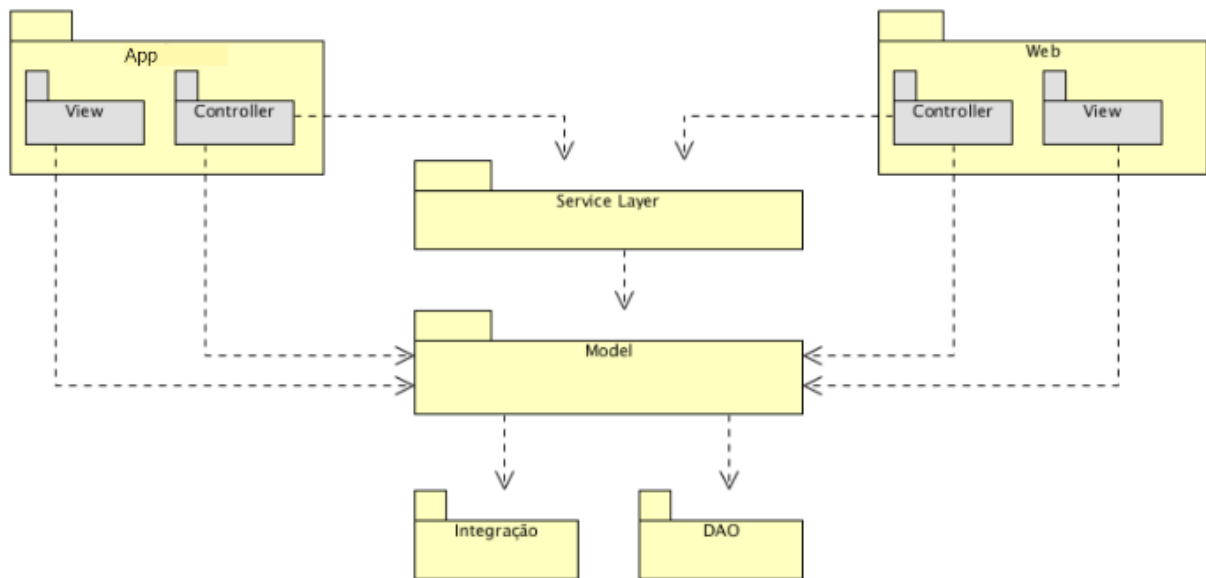 App
View
Controller
Web
Controller
View
Service Layer
Model
Integração
DAO